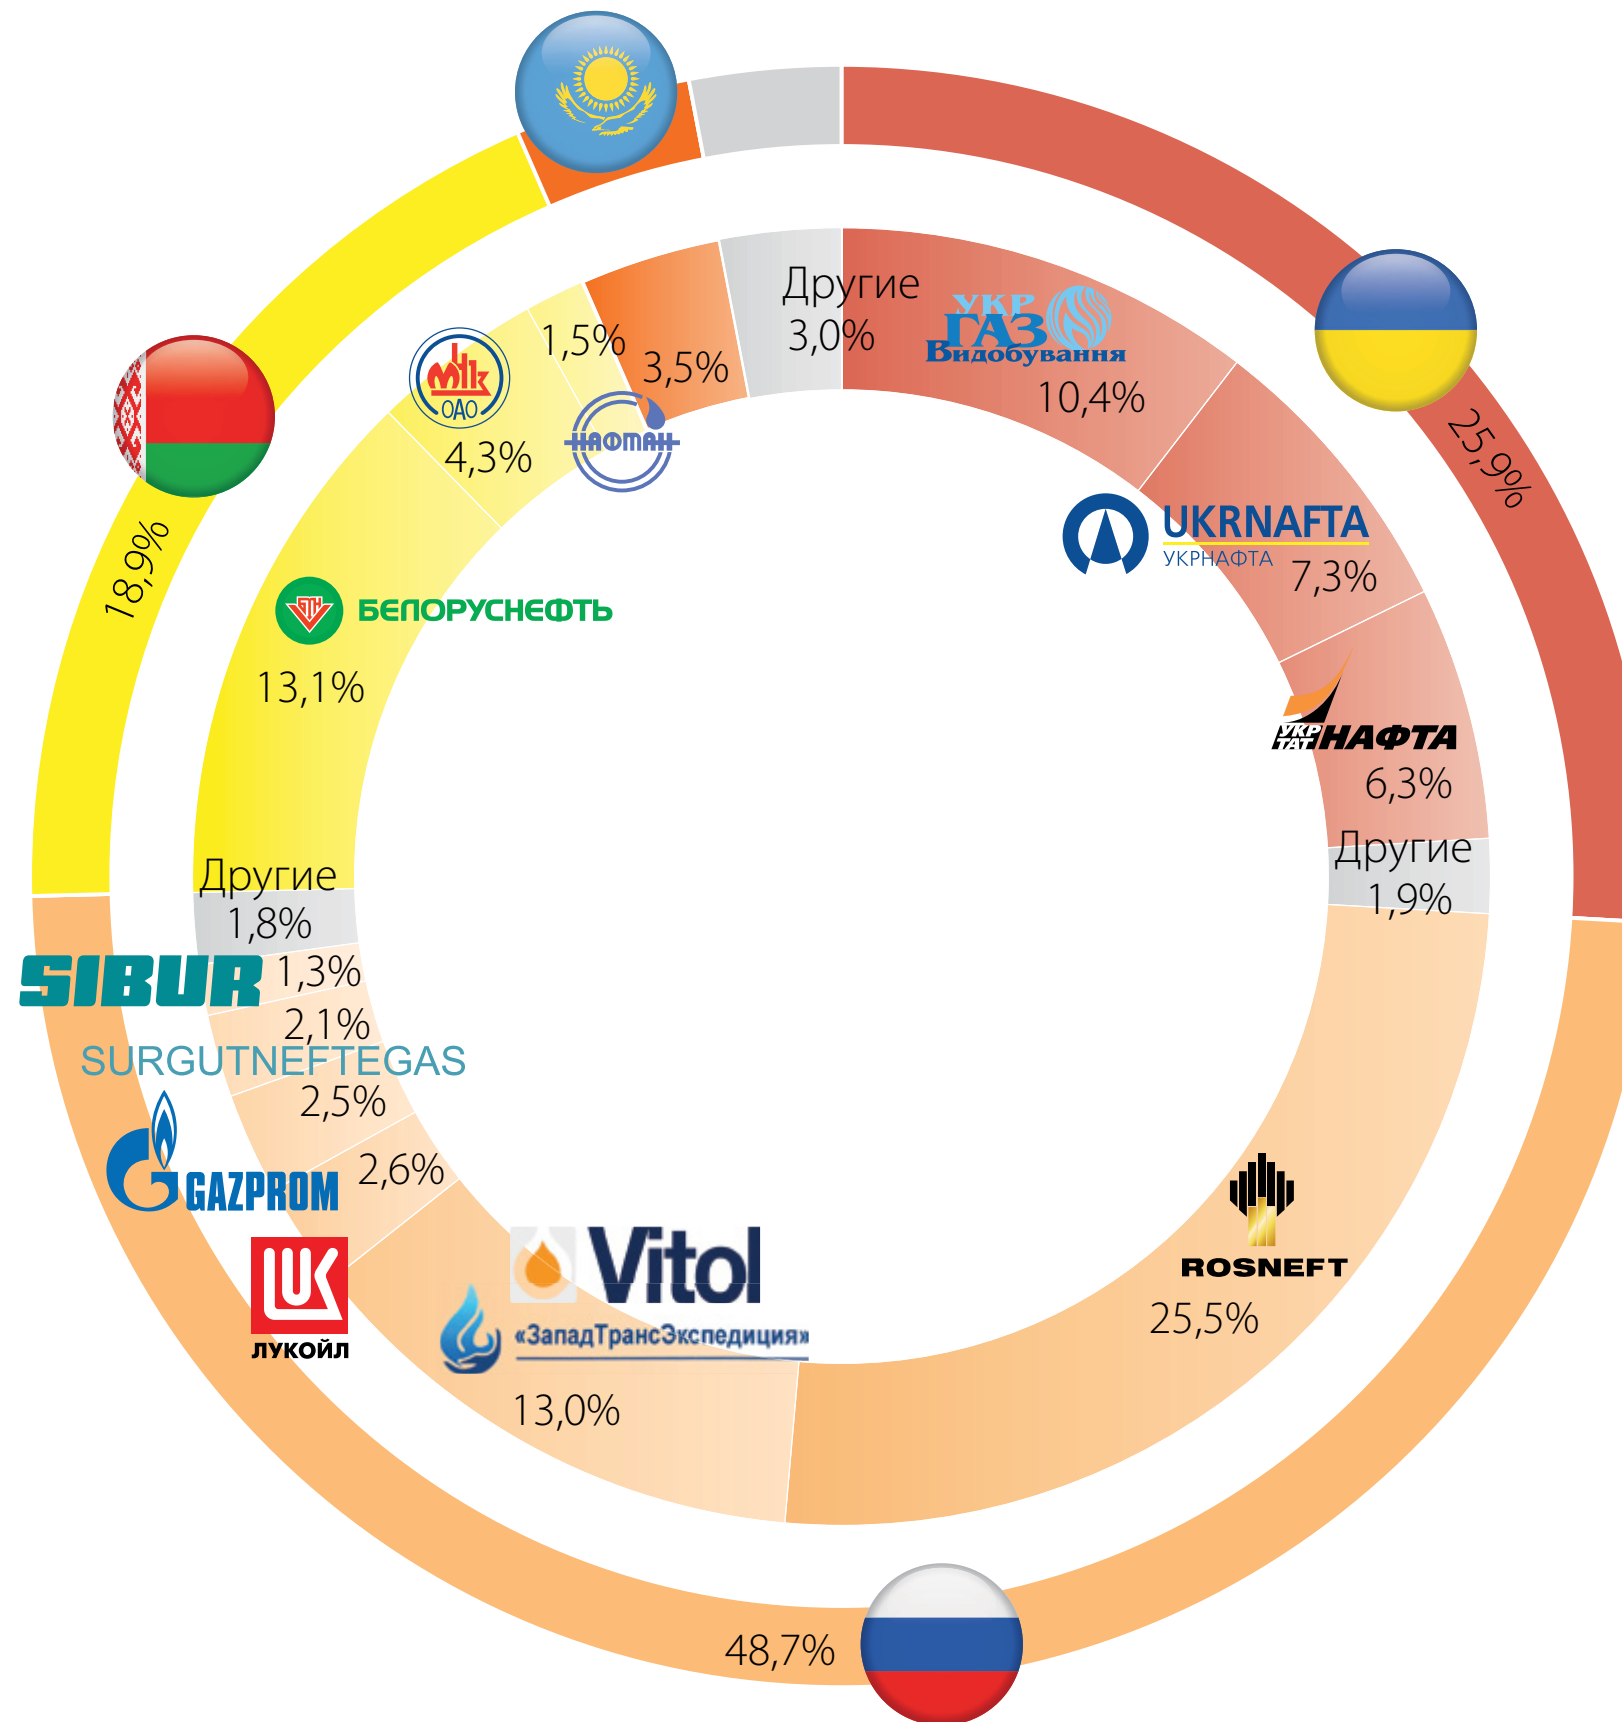 Другие
3,0%
УКР
ГАЗ
Видобування
10,4%
UKRNAFTA
УКРНАФТА
7,3%
25,9%
УКР
ТАТ
НАФТА
6,3%
Другие
1,9%
ROSNEFT
25,5%
48,7%
Vitol
«ЗападТрансЭкспедиция»
13,0%
LUK
ЛУКОЙЛ
2,6%
GAZPROM
2,5%
SURGUTNEFTEGAS
2,1%
SIBUR
1,3%
Другие
1,8%
18,9%
БТН
БЕЛОРУСНЕФТЬ
13,1%
ОАО
4,3%
1,5%
НАФТАН
3,5%